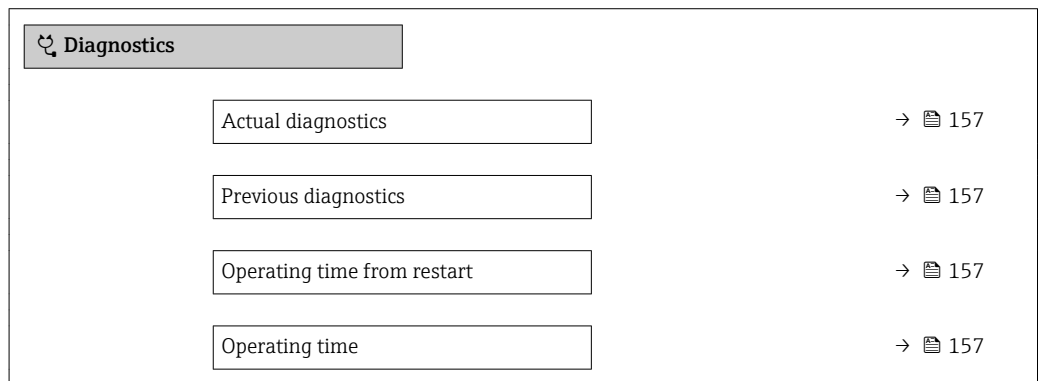 Diagnostics
Actual diagnostics → 157
Previous diagnostics → 157
Operating time from restart → 157
Operating time → 157